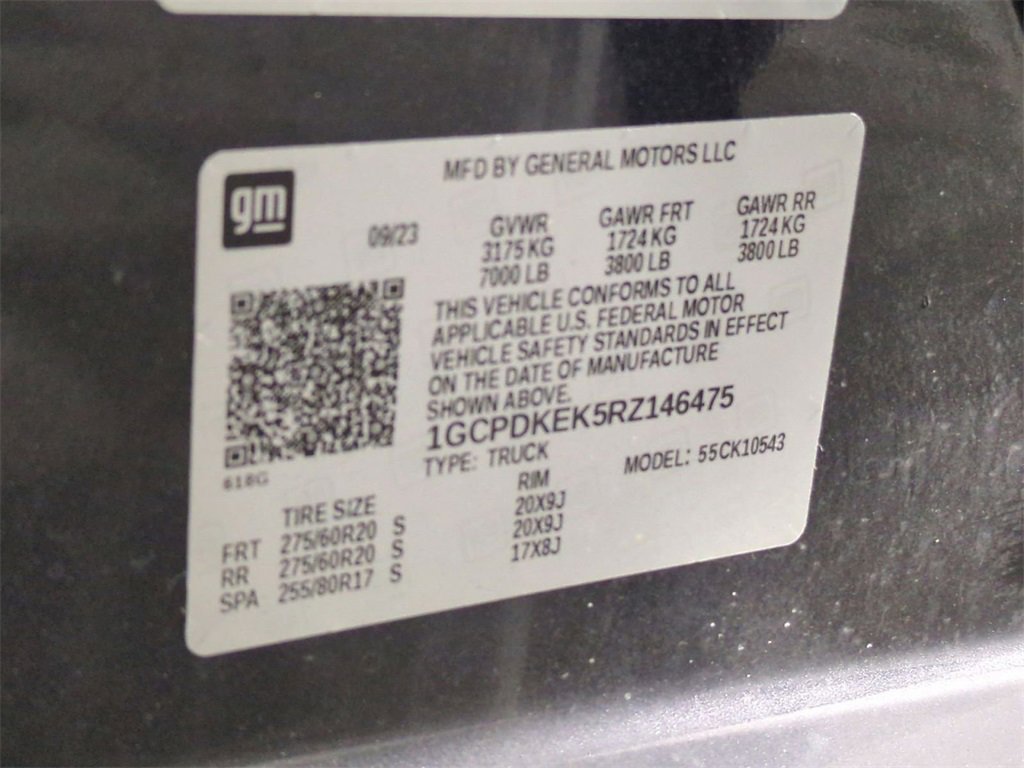 gm
MFD BY GENERAL MOTORS LLC
09/23
GVWR
3175 KG
7000 LB
GAWR FRT
1724 KG
3800 LB
GAWR RR
1724 KG
3800 LB
THIS VEHICLE CONFORMS TO ALL
APPLICABLE U.S. FEDERAL MOTOR
VEHICLE SAFETY STANDARDS IN EFFECT
ON THE DATE OF MANUFACTURE
SHOWN ABOVE.
1GCPDKEK5RZ146475
TYPE: TRUCK
MODEL: 55CK10543
TIRE SIZE RIM
FRT 275/60R20 S 20X9J
RR 275/60R20 S 20X9J
SPA 255/80R17 S 17X8J